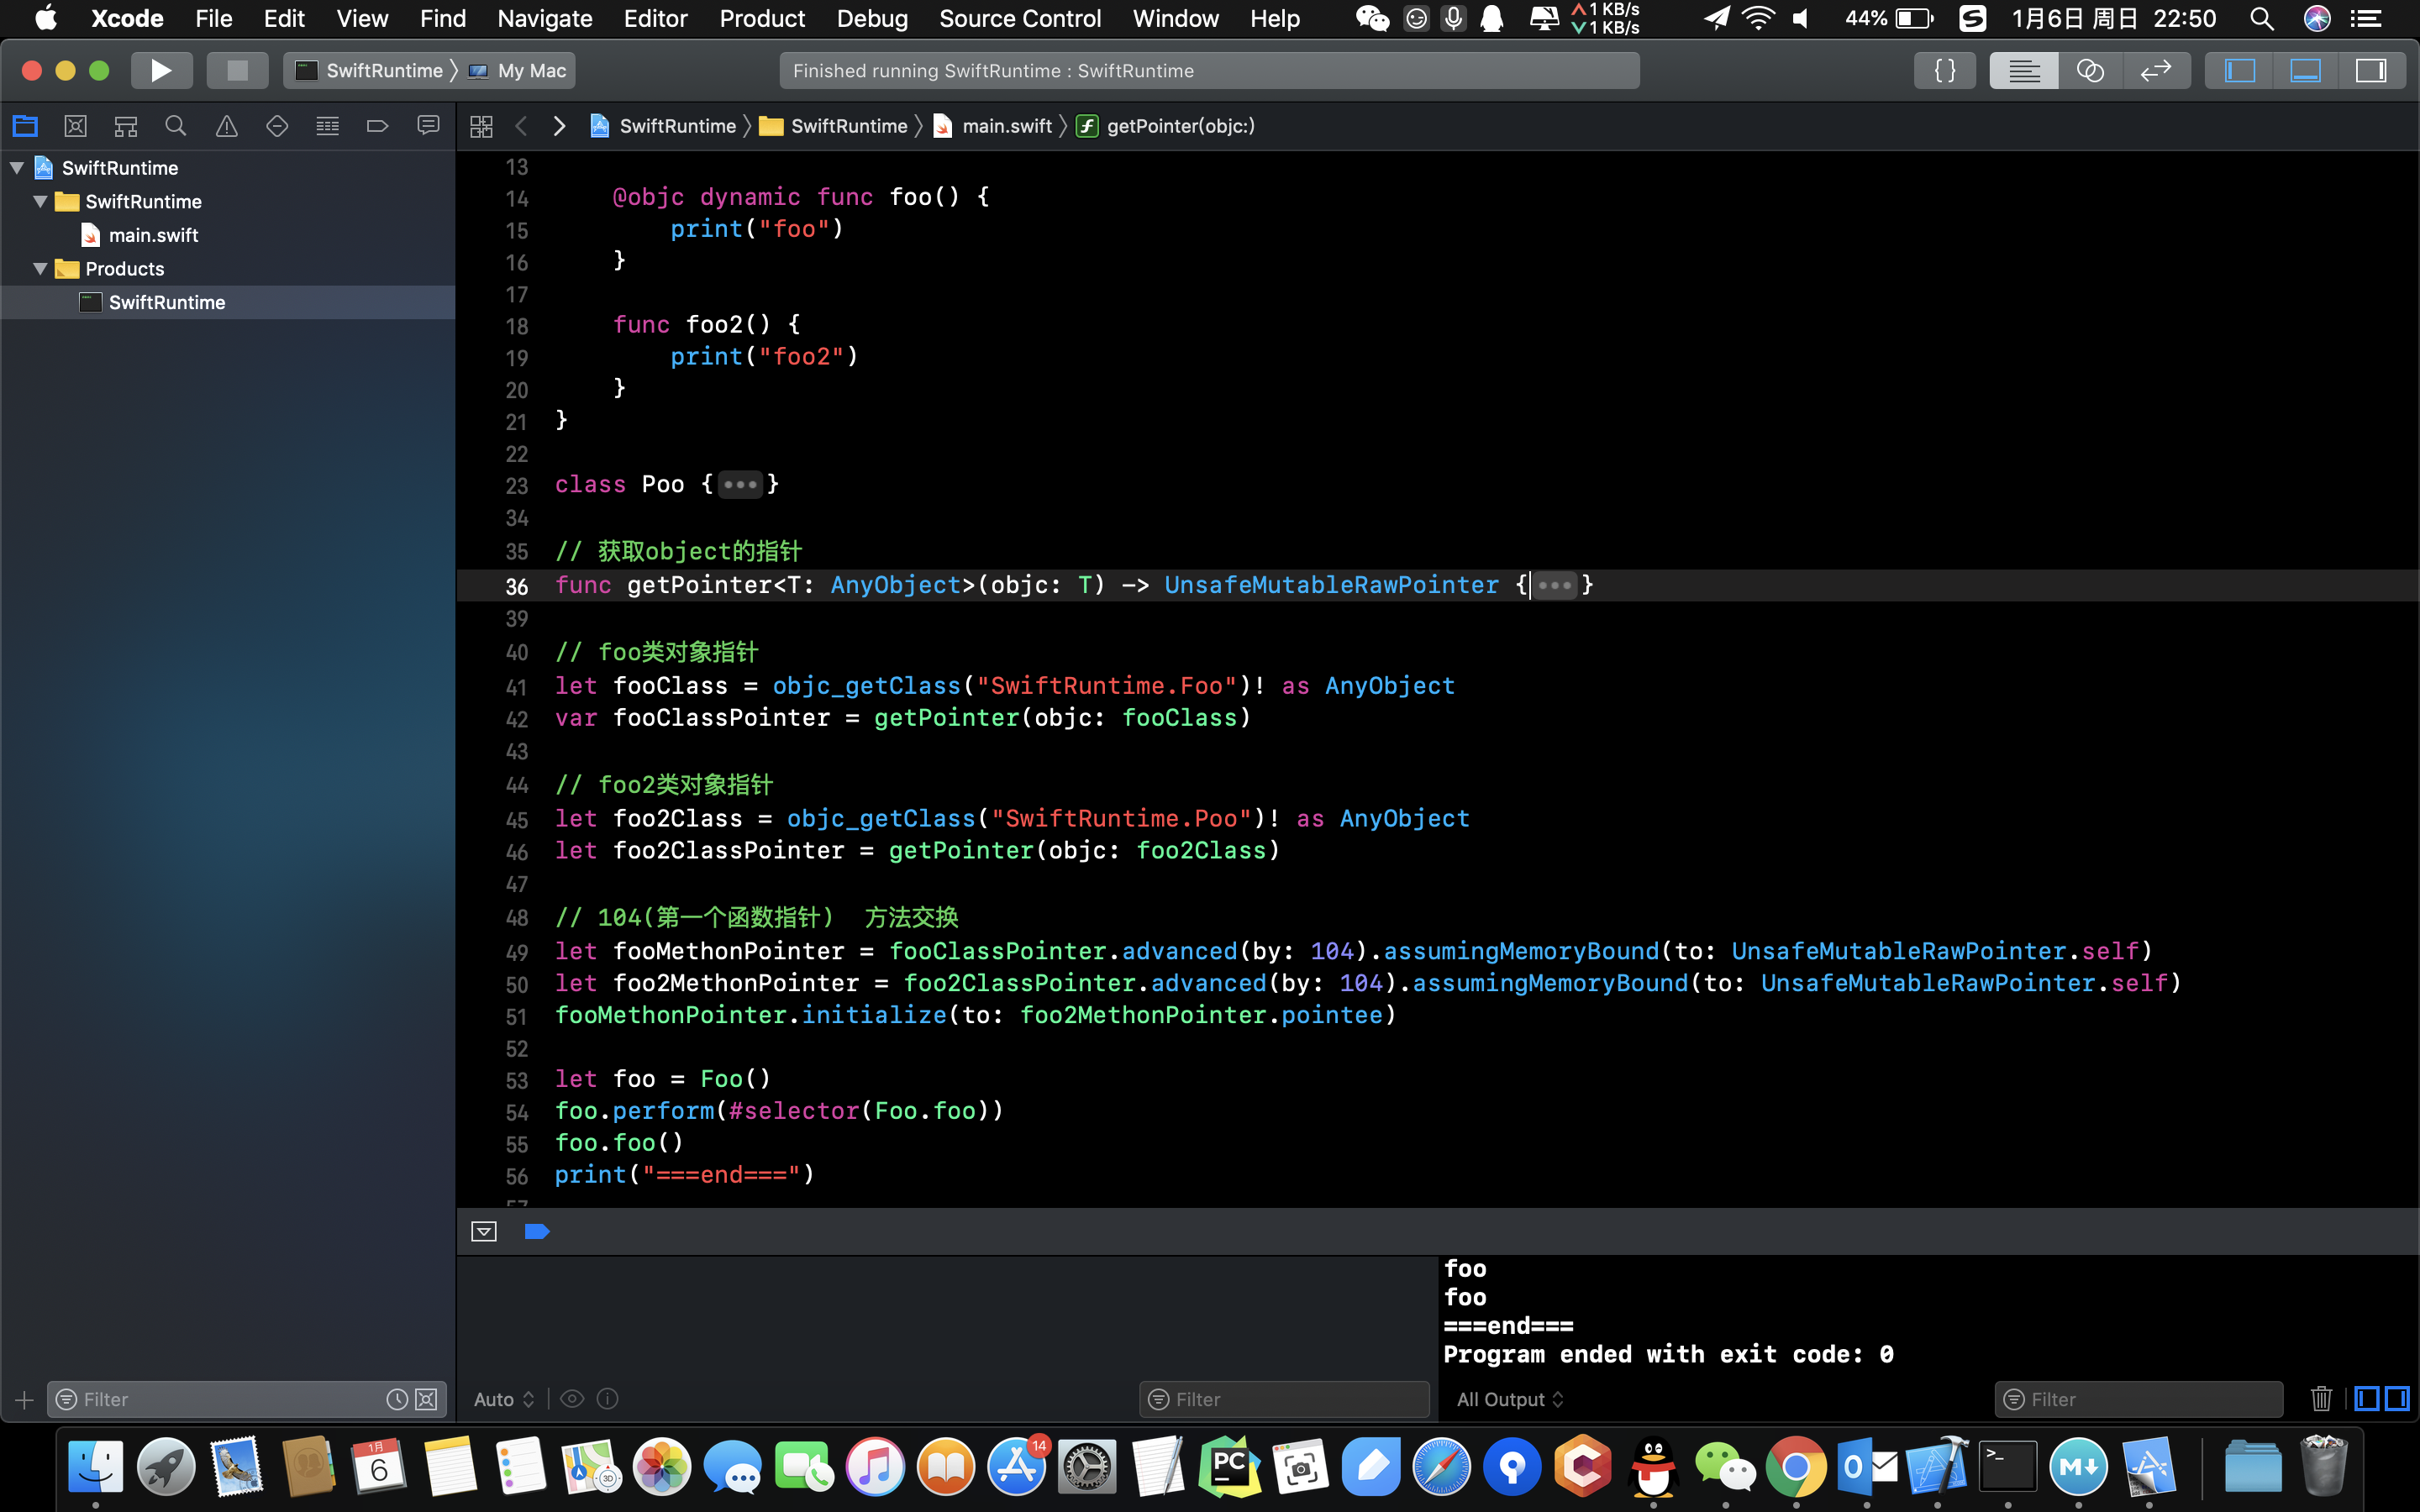 Xcode File Edit View Find Navigate Editor Product Debug Source Control Window Help 1 KB/s 1 KB/s 44% 1月6日 周日 22:50
SwiftRuntime My Mac Finished running SwiftRuntime : SwiftRuntime { }
SwiftRuntime SwiftRuntime main.swift getPointer(objc:)
SwiftRuntime
SwiftRuntime
main.swift
Products
SwiftRuntime
13
14 @objc dynamic func foo() {
15 print("foo")
16 }
17
18 func foo2() {
19 print("foo2")
20 }
21 }
22
23 class Poo {•••}
34
35 // 获取object的指针
36 func getPointer<T: AnyObject>(objc: T) -> UnsafeMutableRawPointer {•••}
39
40 // foo类对象指针
41 let fooClass = objc_getClass("SwiftRuntime.Foo")! as AnyObject
42 var fooClassPointer = getPointer(objc: fooClass)
43
44 // foo2类对象指针
45 let foo2Class = objc_getClass("SwiftRuntime.Poo")! as AnyObject
46 let foo2ClassPointer = getPointer(objc: foo2Class)
47
48 // 104(第一个函数指针) 方法交换
49 let fooMethonPointer = fooClassPointer.advanced(by: 104).assumingMemoryBound(to: UnsafeMutableRawPointer.self)
50 let foo2MethonPointer = foo2ClassPointer.advanced(by: 104).assumingMemoryBound(to: UnsafeMutableRawPointer.self)
51 fooMethonPointer.initialize(to: foo2MethonPointer.pointee)
52
53 let foo = Foo()
54 foo.perform(#selector(Foo.foo))
55 foo.foo()
56 print("===end===")
57
foo
foo
===end===
Program ended with exit code: 0
Filter Auto Filter All Output Filter
1月 6 3D 14 PC O >_ M